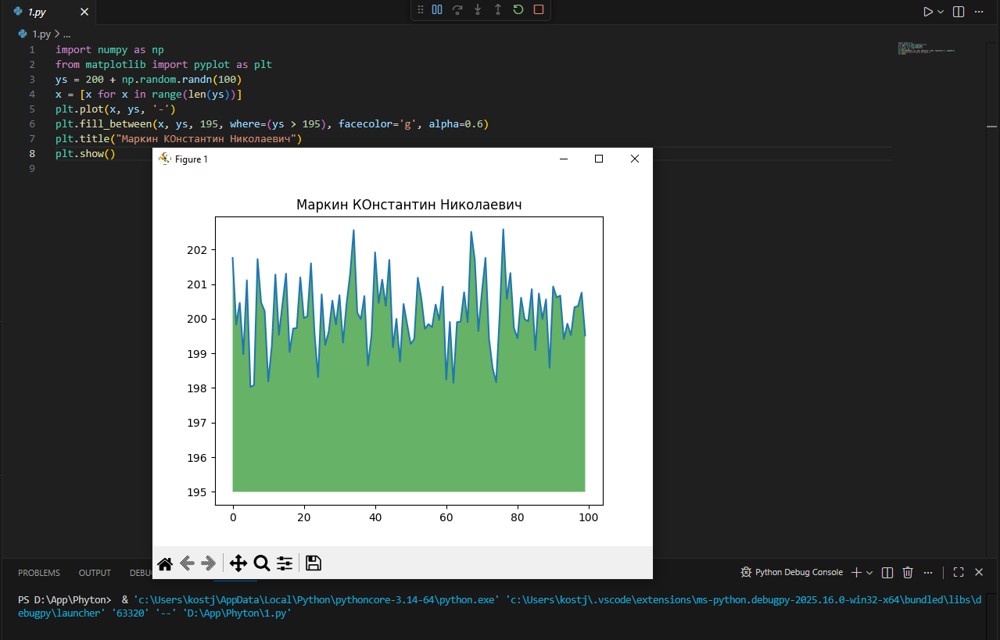 1.py
1.py > ...
1 import numpy as np
2 from matplotlib import pyplot as plt
3 ys = 200 + np.random.randn(100)
4 x = [x for x in range(len(ys))]
5 plt.plot(x, ys, '-')
6 plt.fill_between(x, ys, 195, where=(ys > 195), facecolor='g', alpha=0.6)
7 plt.title("Маркин КОнстантин Николаевич")
8 plt.show()
9
Figure 1
Маркин КОнстантин Николаевич
202
201
200
199
198
197
196
195
0 20 40 60 80 100
PROBLEMS OUTPUT DEBU
Python Debug Console
PS D:\App\Phyton> & 'c:\Users\kostj\AppData\Local\Python\pythoncore-3.14-64\python.exe' 'c:\Users\kostj\.vscode\extensions\ms-python.debugpy-2025.16.0-win32-x64\bundled\libs\d
ebugpy\launcher' '63320' '--' 'D:\App\Phyton\1.py'